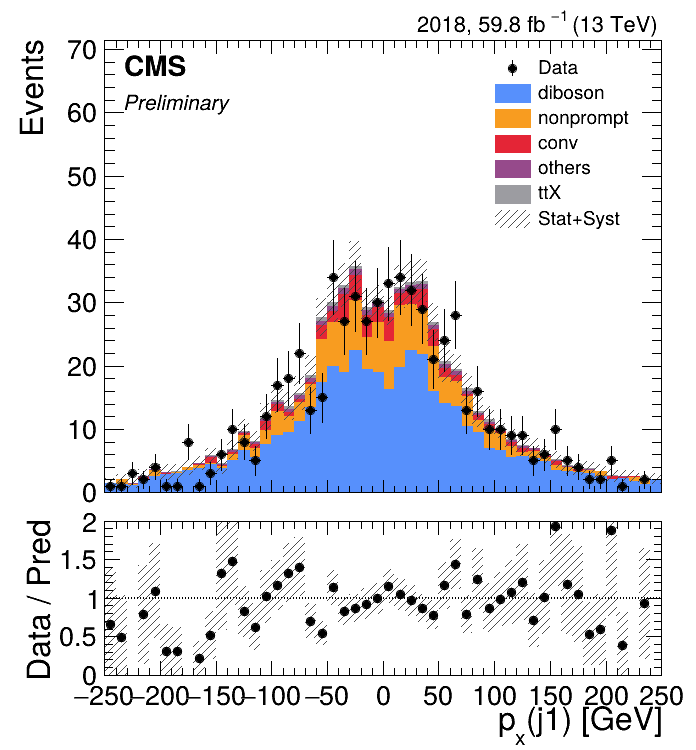 2018, 59.8 fb⁻¹ (13 TeV)
Events
CMS
Preliminary
Data
diboson
nonprompt
conv
others
ttX
Stat+Syst
70
60
50
40
30
20
10
0
Data / Pred
2
1.5
1
0.5
0
−250 −200 −150 −100 −50 0 50 100 150 200 250
pₓ(j1) [GeV]